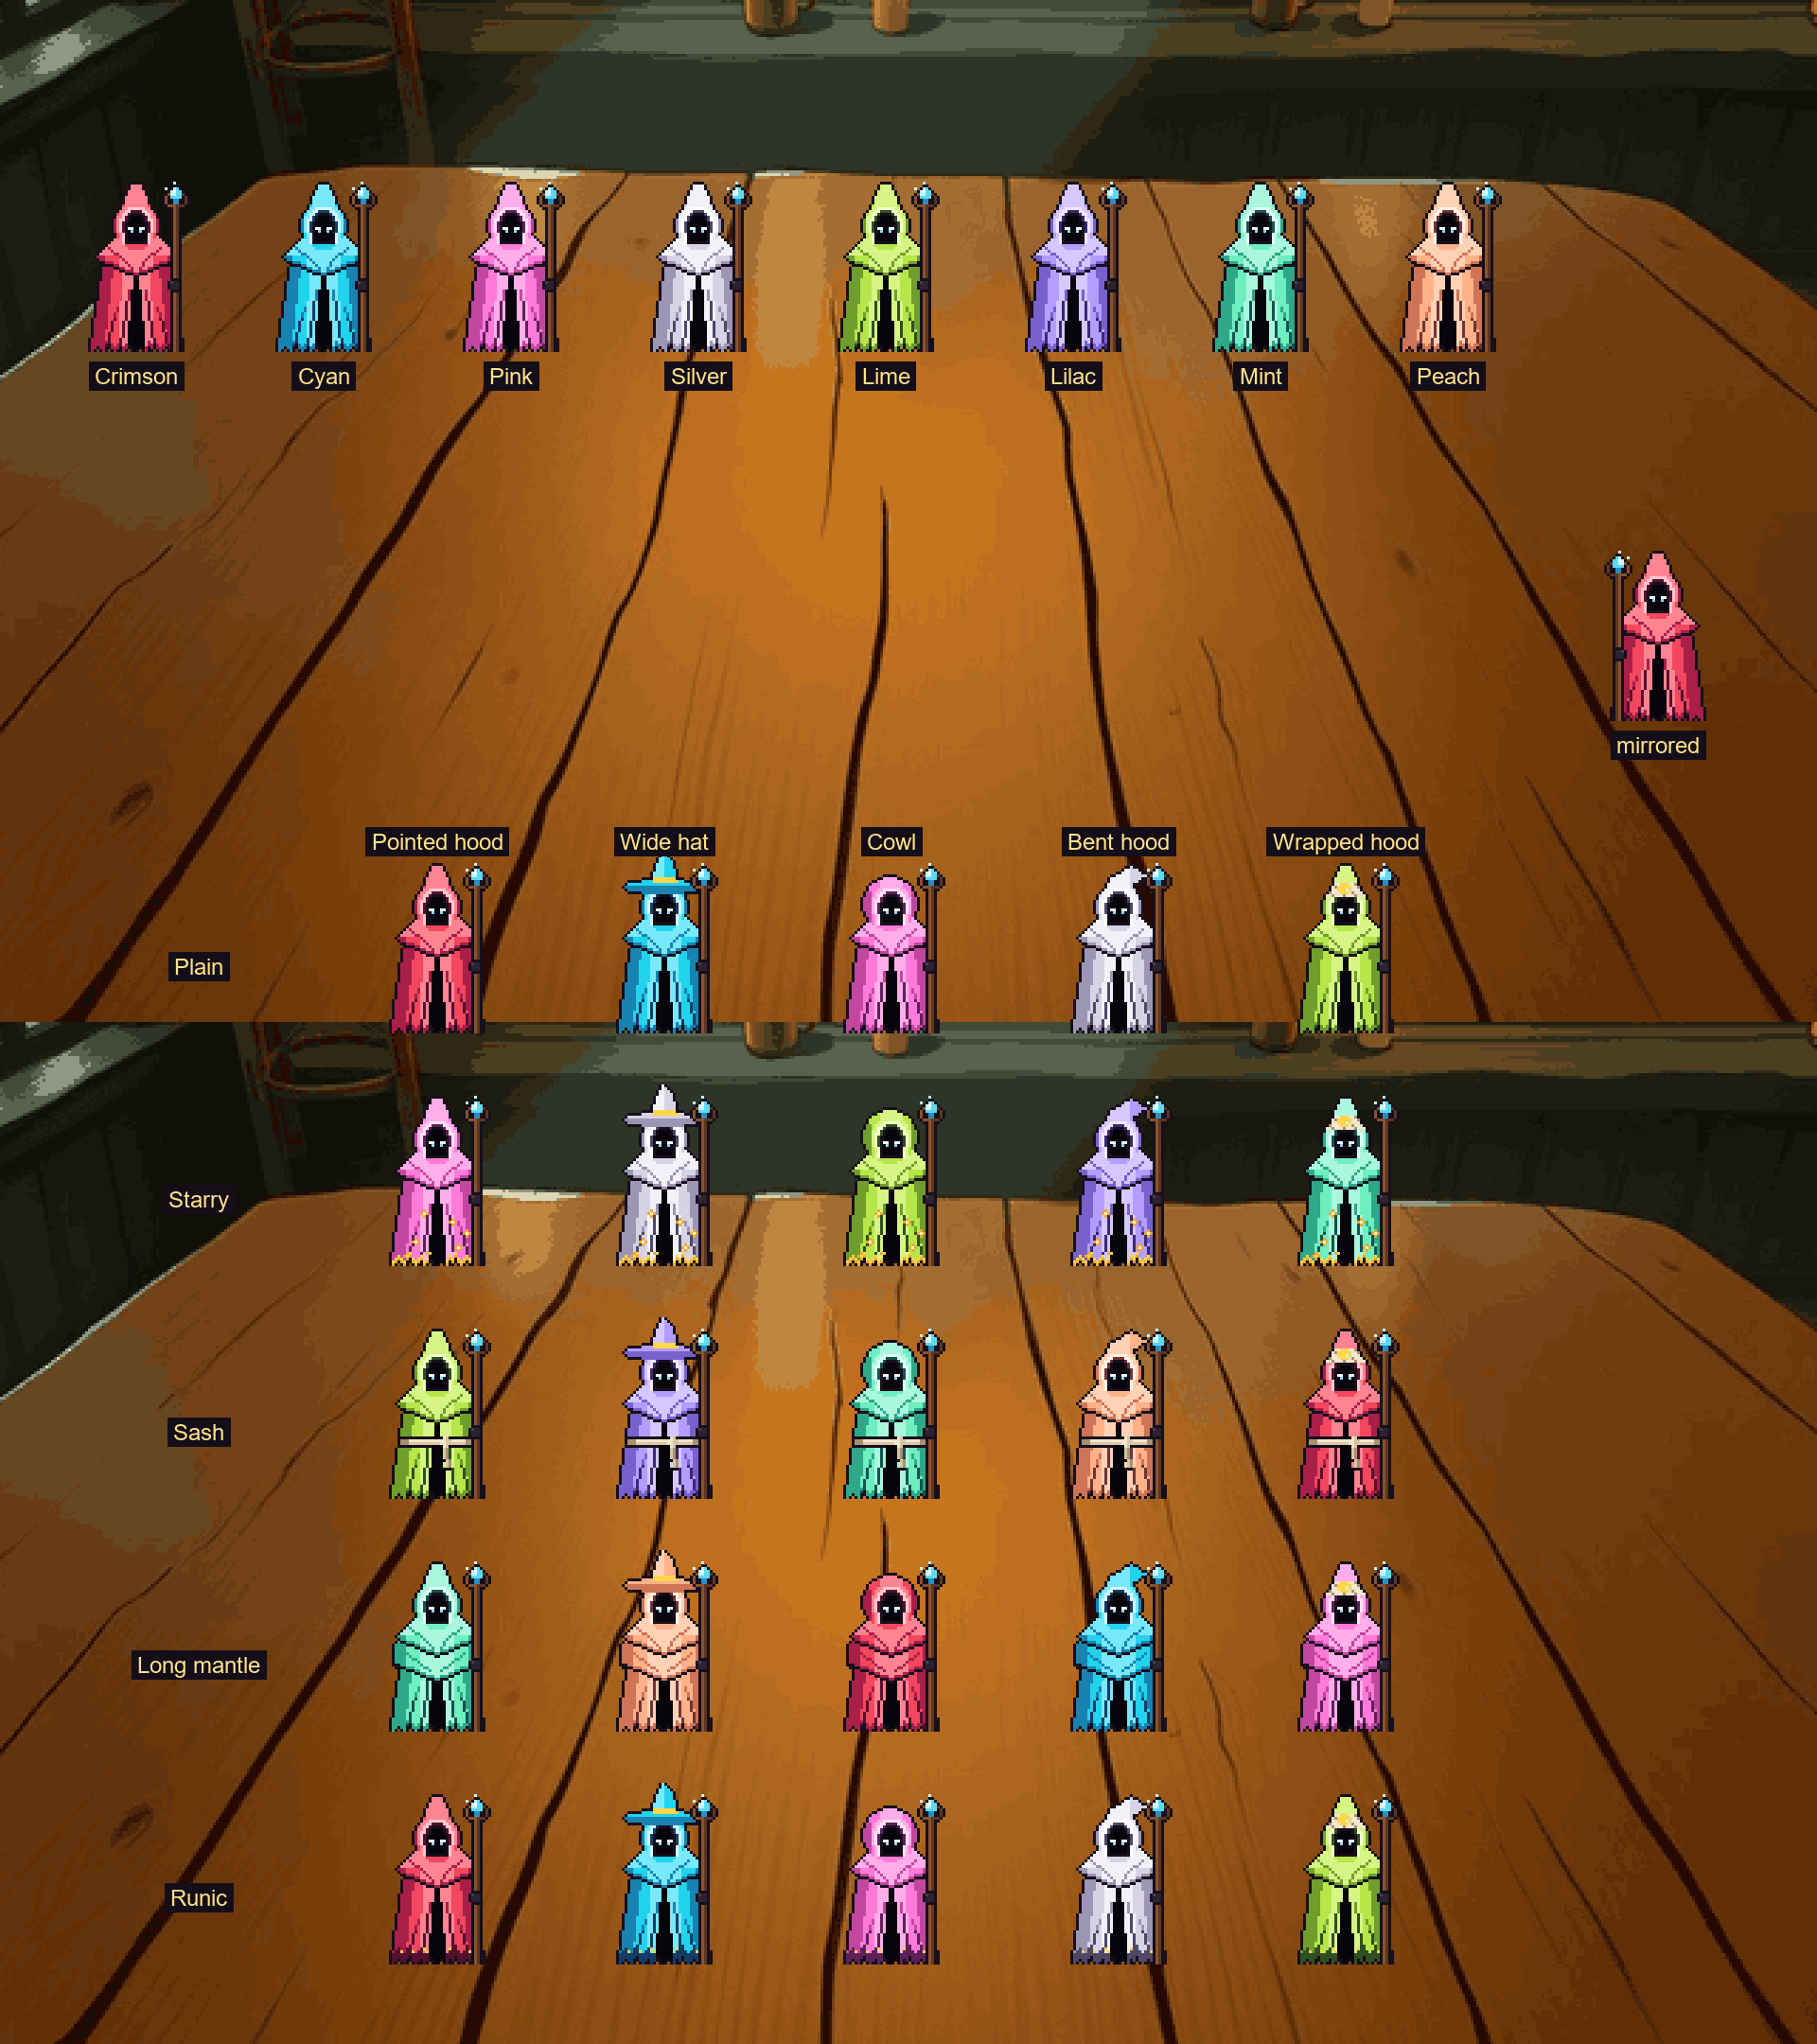 Crimson
Cyan
Pink
Silver
Lime
Lilac
Mint
Peach
mirrored
Pointed hood
Wide hat
Cowl
Bent hood
Wrapped hood
Plain
Starry
Sash
Long mantle
Runic